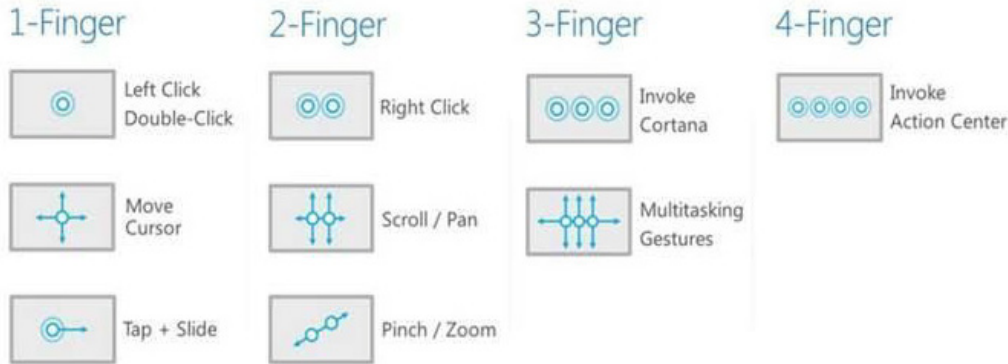 1-Finger
Left Click
Double-Click
Move
Cursor
Tap + Slide
2-Finger
Right Click
Scroll / Pan
Pinch / Zoom
3-Finger
Invoke
Cortana
Multitasking
Gestures
4-Finger
Invoke
Action Center